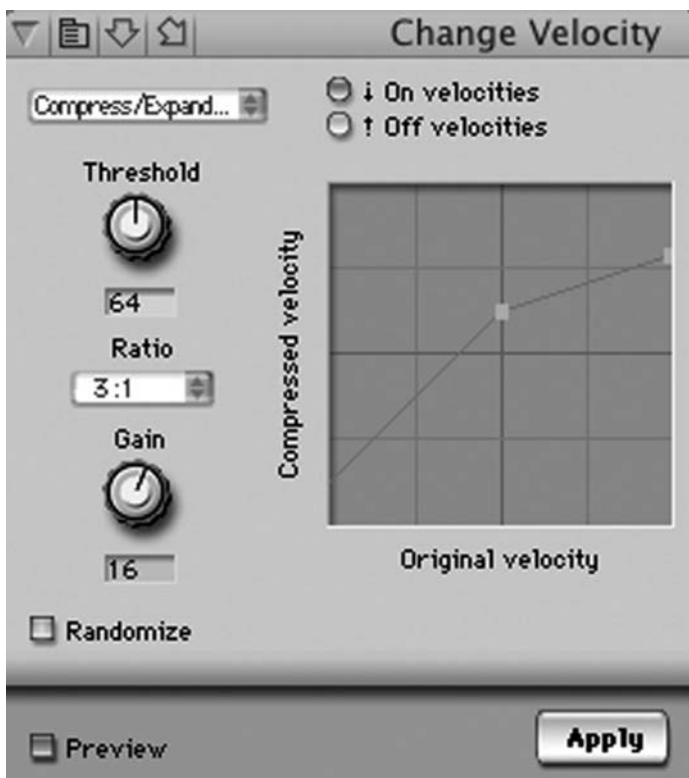 Change Velocity
Compress/Expand...
↓ On velocities
↑ Off velocities
Threshold
64
Ratio
3:1
Gain
16
Compressed velocity
Original velocity
Randomize
Preview
Apply